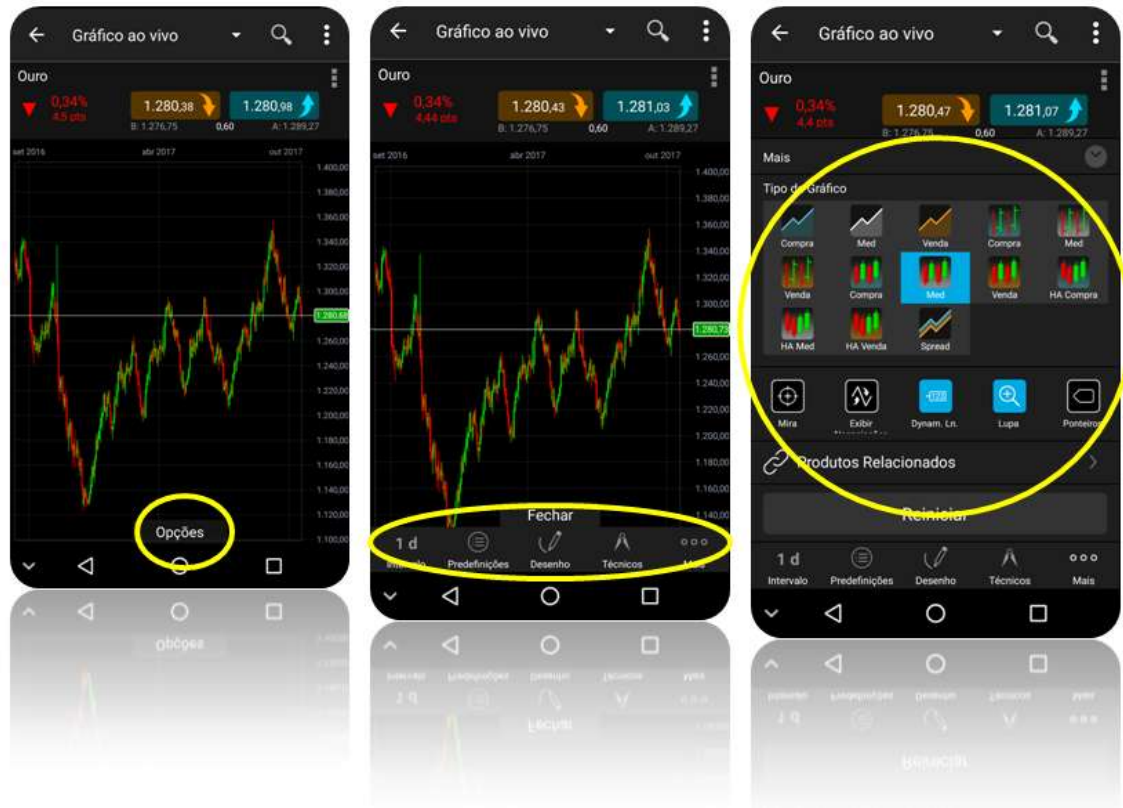 Gráfico ao vivo
Ouro
0,34%
4,5 pts
1.280,38
1.280,98
B: 1.276,75
0,60
A: 1.289,27
set 2016
abr 2017
out 2017
1.400,00
1.380,00
1.360,00
1.340,00
1.320,00
1.300,00
1.280,68
1.260,00
1.240,00
1.220,00
1.200,00
1.180,00
1.160,00
1.140,00
1.120,00
1.100,00
Opções
Gráfico ao vivo
Ouro
0,34%
4,44 pts
1.280,43
1.281,03
B: 1.276,75
0,60
A: 1.289,27
set 2016
abr 2017
out 2017
1.400,00
1.380,00
1.360,00
1.340,00
1.320,00
1.300,00
1.280,73
1.260,00
1.240,00
1.220,00
1.200,00
1.180,00
1.160,00
1.140,00
Fechar
1 d
Intervalo
Predefinições
Desenho
Técnicos
Mais
Gráfico ao vivo
Ouro
0,34%
4.4 pts
1.280,47
1.281,07
B: 1.276,75
0,60
A: 1.289,27
Mais
Tipo de Gráfico
Compra
Med
Venda
Compra
Med
Venda
Compra
Med
Venda
HA Compra
HA Med
HA Venda
Spread
Mira
Exibir
Dynam. Ln.
Lupa
Ponteiros
Produtos Relacionados
Reiniciar
1 d
Intervalo
Predefinições
Desenho
Técnicos
Mais